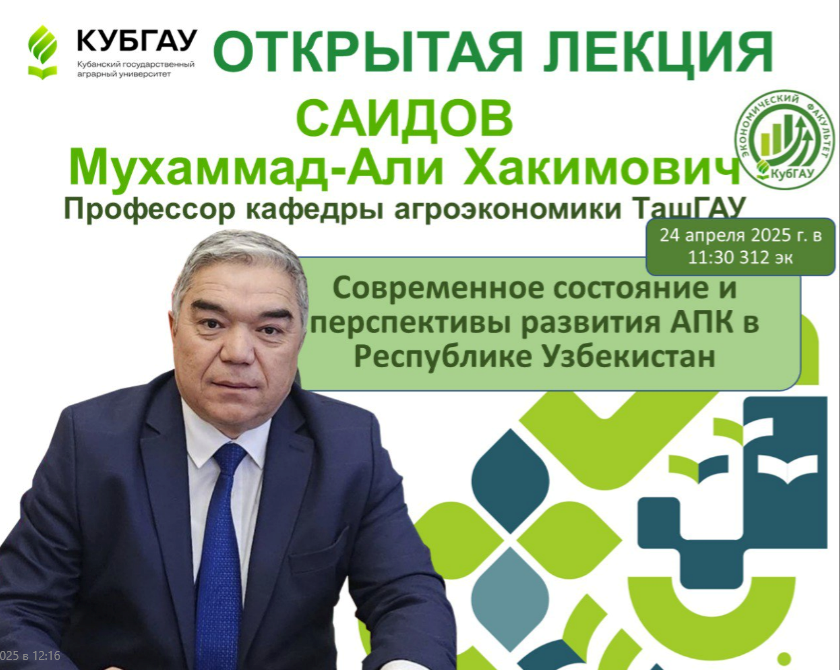 КУБГАУ
Кубанский государственный
аграрный университет
ОТКРЫТАЯ ЛЕКЦИЯ
САИДОВ
Мухаммад-Али Хакимович
Профессор кафедры агроэкономики ТашГАУ
ЭКОНОМИЧЕСКИЙ ФАКУЛЬТЕТ
КубГАУ
24 апреля 2025 г. в
11:30 312 эк
Современное состояние и
перспективы развития АПК в
Республике Узбекистан
025 в 12:16